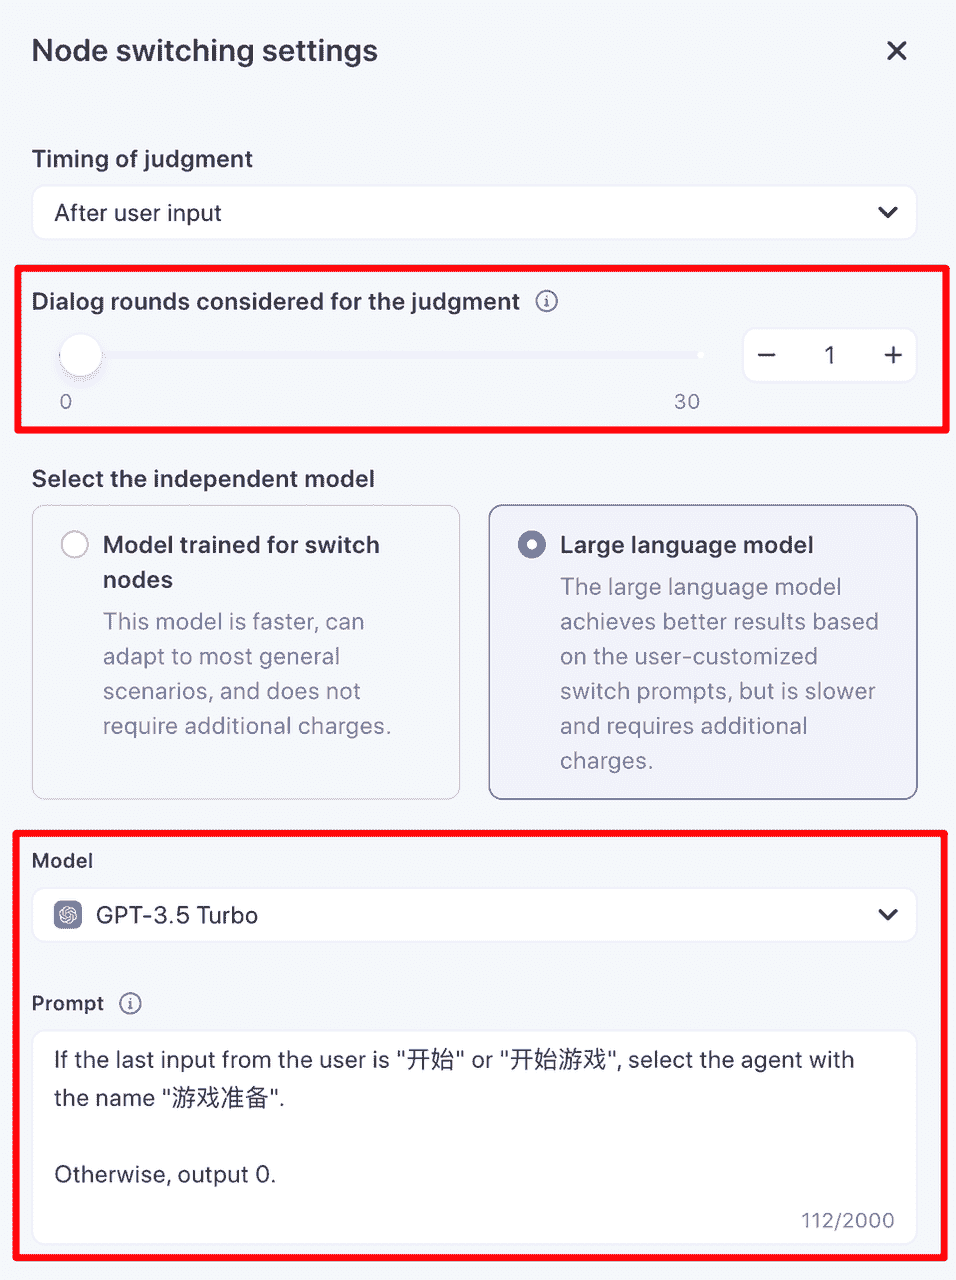 Node switching settings
Timing of judgment
After user input
Dialog rounds considered for the judgment
1
0
30
Select the independent model
Model trained for switch
nodes
This model is faster, can
adapt to most general
scenarios, and does not
require additional charges.
Large language model
The large language model
achieves better results based
on the user-customized
switch prompts, but is slower
and requires additional
charges.
Model
GPT-3.5 Turbo
Prompt
If the last input from the user is "开始" or "开始游戏", select the agent with
the name "游戏准备".
Otherwise, output 0.
112/2000